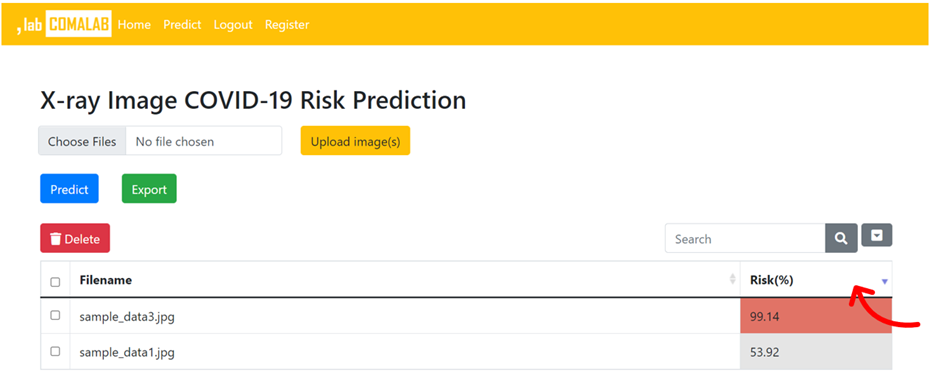 , lab COMALAB Home Predict Logout Register
X-ray Image COVID-19 Risk Prediction
Choose Files No file chosen Upload image(s)
Predict Export
Delete Search
Filename Risk(%)
sample_data3.jpg 99.14
sample_data1.jpg 53.92